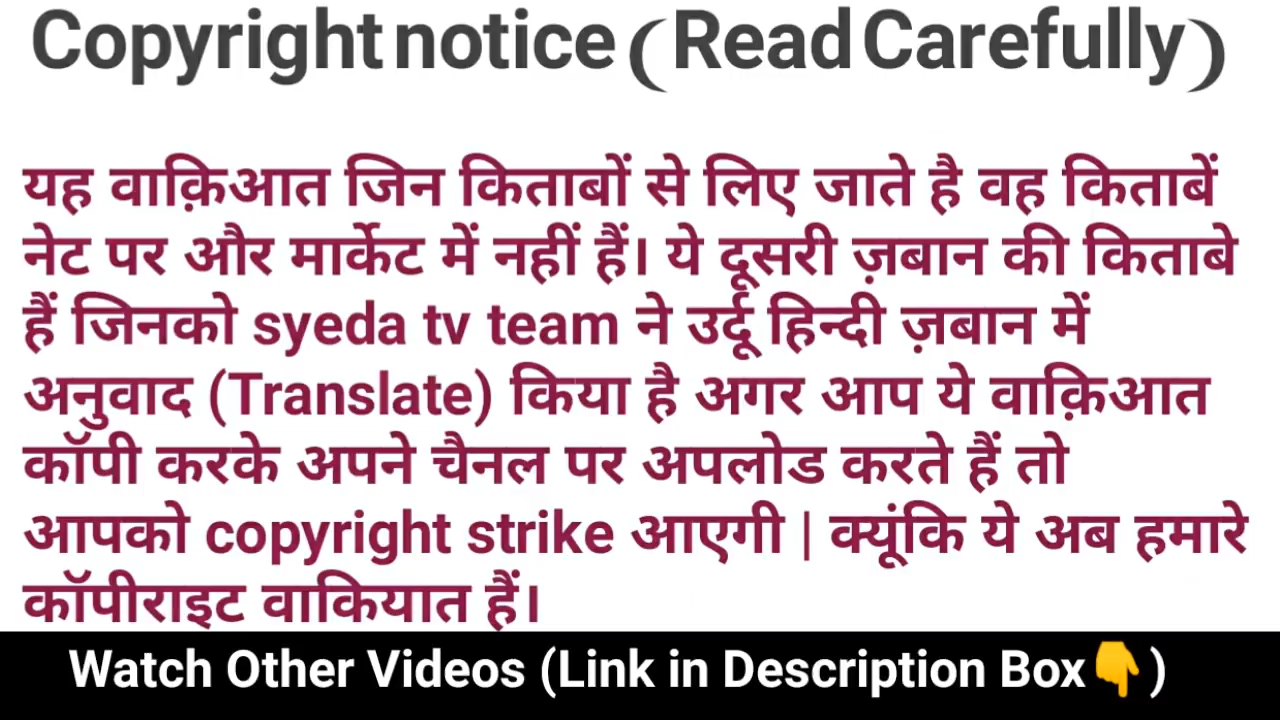 Copyright notice ( Read Carefully )
यह वाक़िआत जिन किताबों से लिए जाते है वह किताबें
नेट पर और मार्केट में नहीं हैं। ये दूसरी ज़बान की किताबे
हैं जिनको syeda tv team ने उर्दू हिन्दी ज़बान में
अनुवाद (Translate) किया है अगर आप ये वाक़िआत
कॉपी करके अपने चैनल पर अपलोड करते हैं तो
आपको copyright strike आएगी | क्यूंकि ये अब हमारे
कॉपीराइट वाकियात हैं।
Watch Other Videos (Link in Description Box👇)